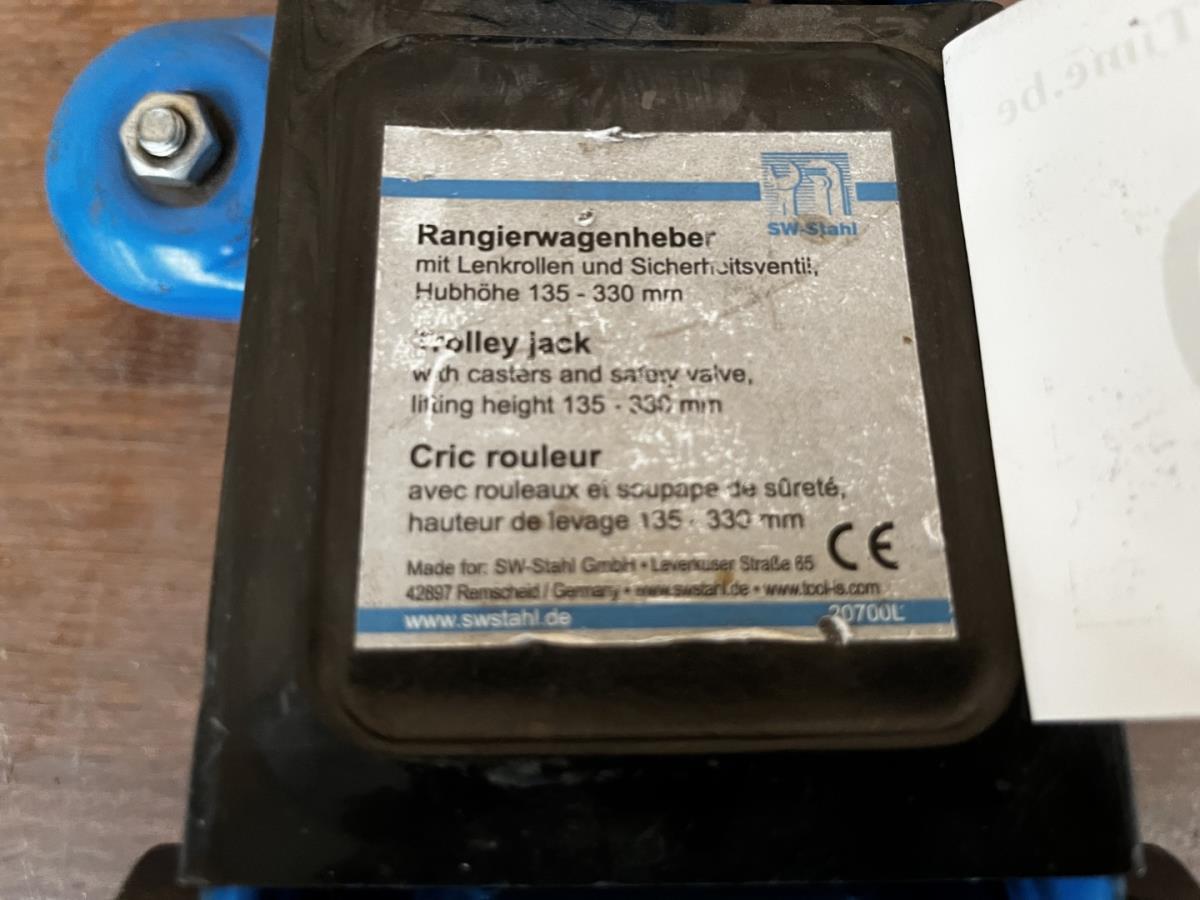 SW-Stahl
Rangierwagenheber
mit Lenkrollen und Sicherheitsventil,
Hubhöhe 135 - 330 mm
Trolley jack
with casters and safety valve,
lifting height 135 - 330 mm
Cric rouleur
avec rouleaux et soupape de sûreté,
hauteur de levage 135 - 330 mm
CE
Made for: SW-Stahl GmbH • Leverkuser Straße 65
42897 Remscheid / Germany • www.swstahl.de • www.tool-is.com
www.swstahl.de 20700L